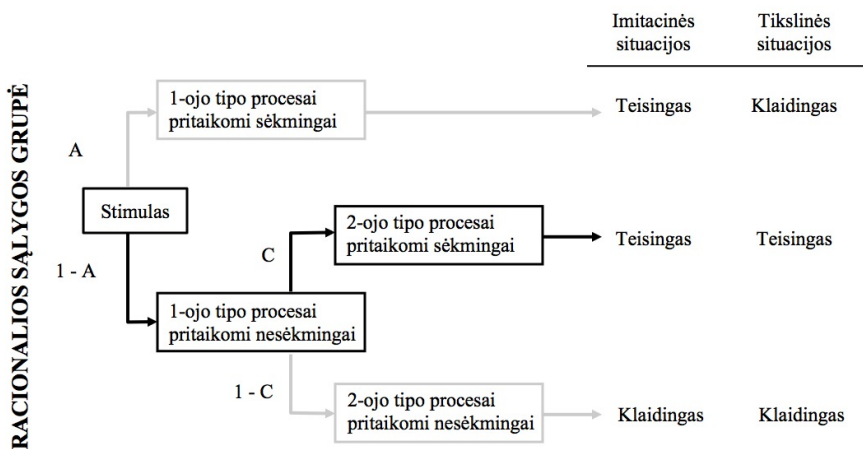 RACIONALIOS SĄLYGOS GRUPĖ
Imitacinės
situacijos
Tikslinės
situacijos
1-ojo tipo procesai
pritaikomi sėkmingai
Teisingas
Klaidingas
A
Stimulas
2-ojo tipo procesai
pritaikomi sėkmingai
Teisingas
Teisingas
C
1 - A
1-ojo tipo procesai
pritaikomi nesėkmingai
1 - C
2-ojo tipo procesai
pritaikomi nesėkmingai
Klaidingas
Klaidingas